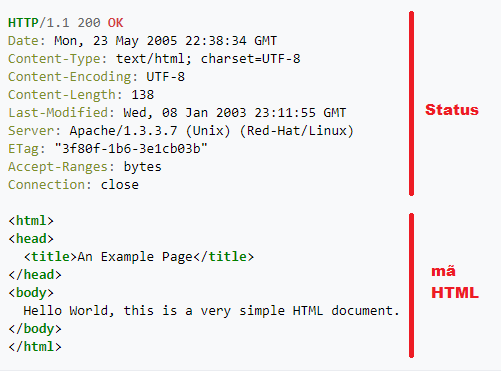 HTTP/1.1 200 OK
Date: Mon, 23 May 2005 22:38:34 GMT
Content-Type: text/html; charset=UTF-8
Content-Encoding: UTF-8
Content-Length: 138
Last-Modified: Wed, 08 Jan 2003 23:11:55 GMT
Server: Apache/1.3.3.7 (Unix) (Red-Hat/Linux)
ETag: "3f80f-1b6-3e1cb03b"
Accept-Ranges: bytes
Connection: close
Status
<html>
<head>
  <title>An Example Page</title>
</head>
<body>
  Hello World, this is a very simple HTML document.
</body>
</html>
mã
HTML